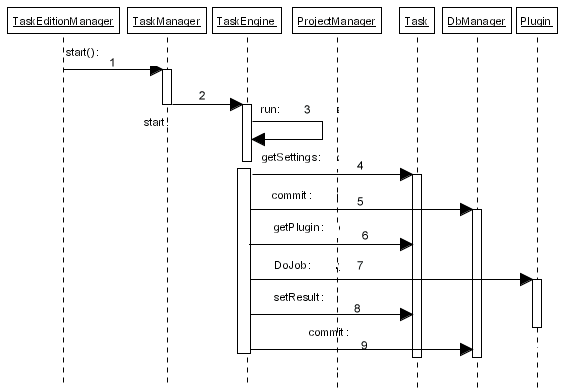 TaskEditionManager TaskManager TaskEngine ProjectManager Task DbManager Plugin
start():
1
2
start:
run: 3
getSettings:
4
commit:
5
getPlugin:
6
DoJob: 7
setResult:
8
commit:
9